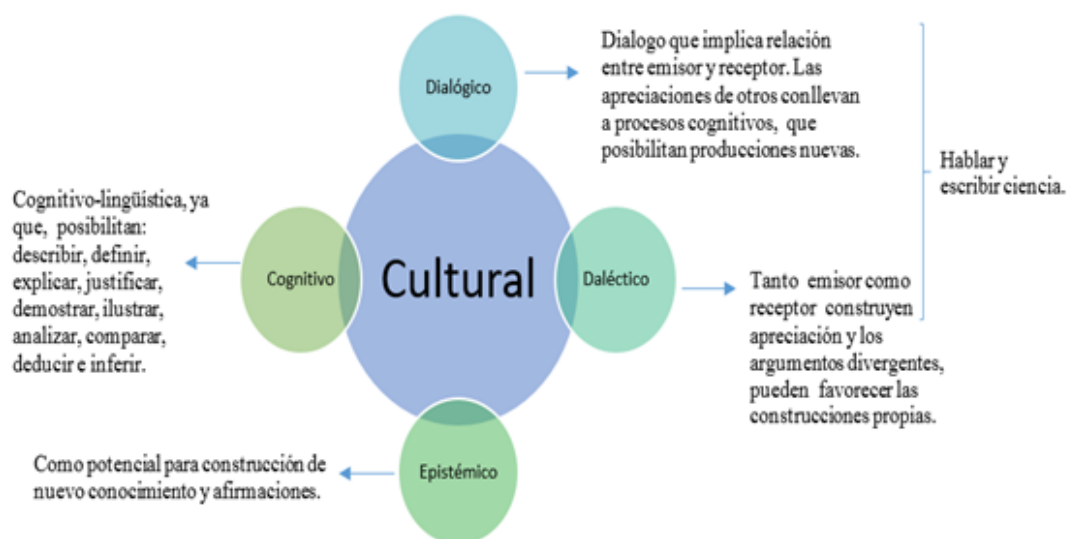 Dialógico
Dialogo que implica relación
entre emisor y receptor. Las
apreciaciones de otros conllevan
a procesos cognitivos, que
posibilitan producciones nuevas.
Hablar y
escribir ciencia.
Cognitivo-lingüística, ya
que, posibilitan:
describir, definir,
explicar, justificar,
demostrar, ilustrar,
analizar, comparar,
deducir e inferir.
Cognitivo
Cultural
Daléctico
Tanto emisor como
receptor construyen
apreciación y los
argumentos divergentes,
pueden favorecer las
construcciones propias.
Como potencial para construcción de
nuevo conocimiento y afirmaciones.
Epistémico